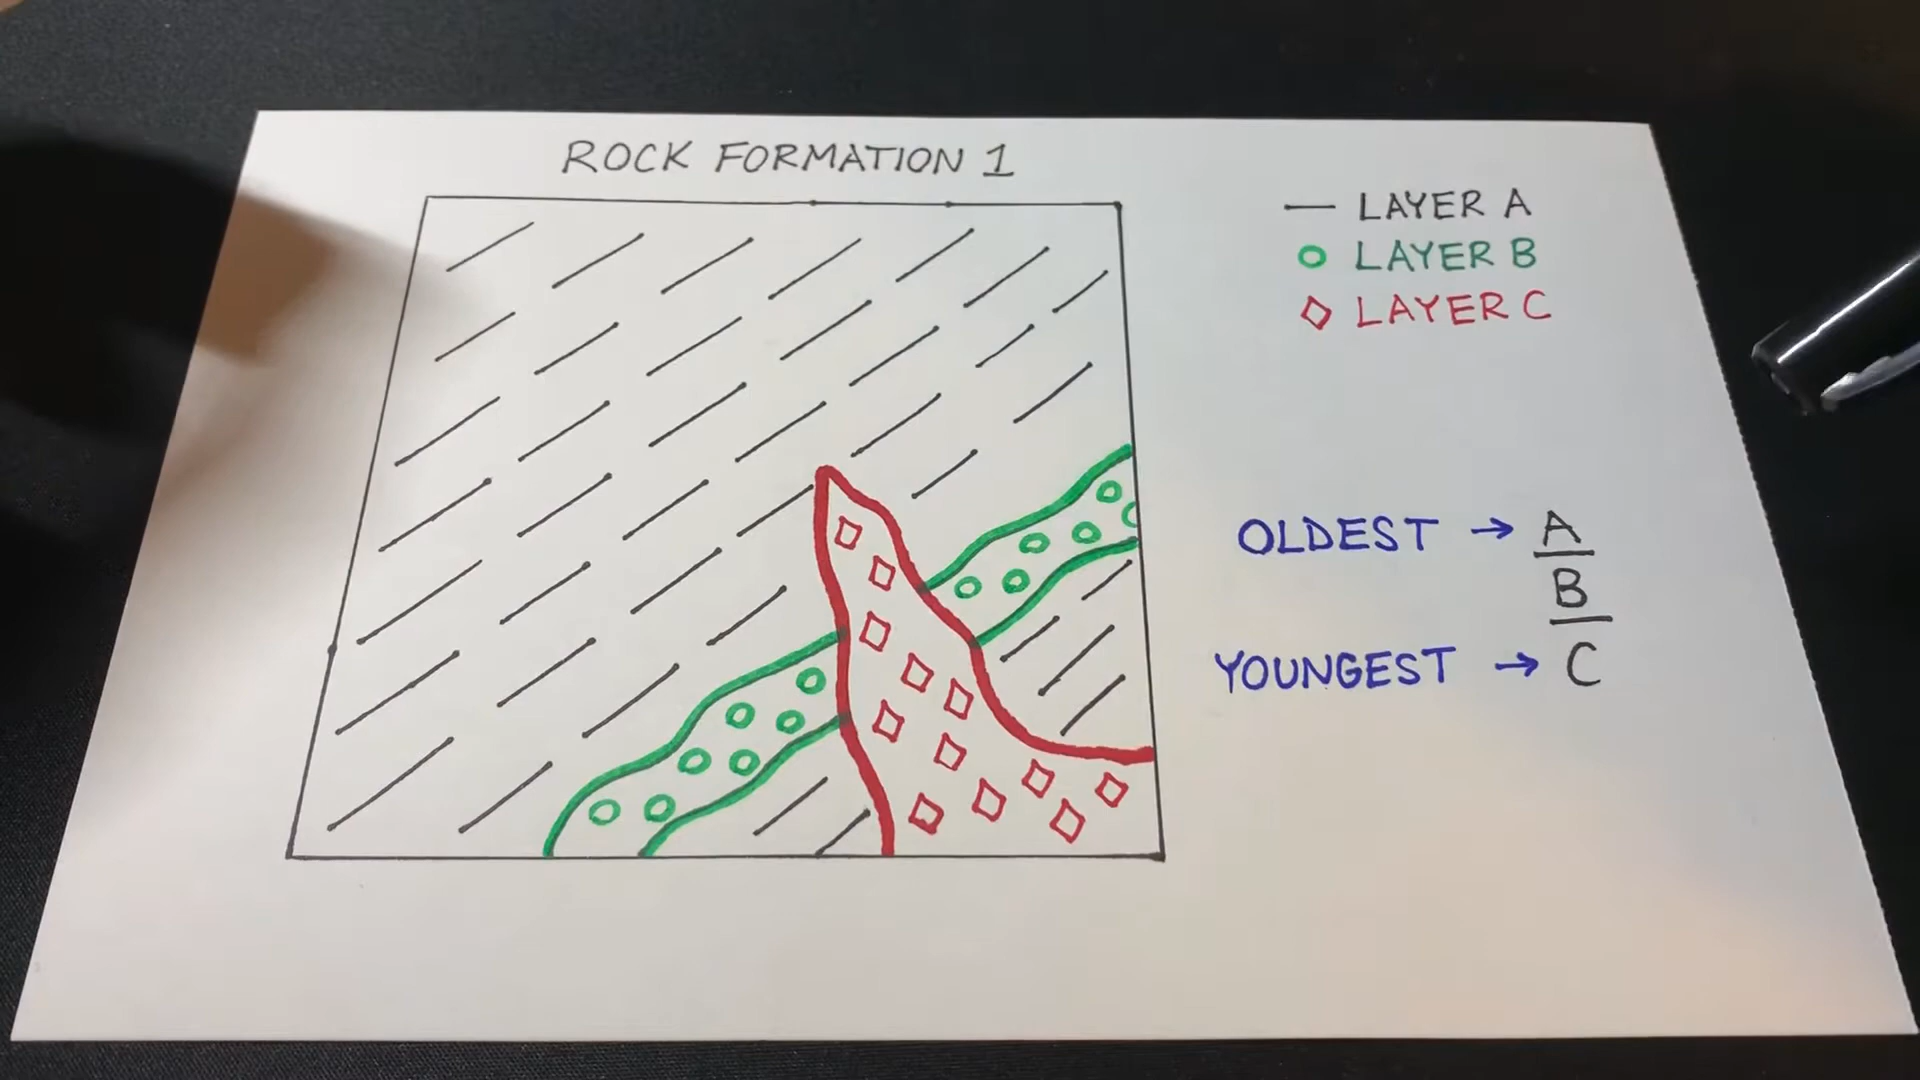 ROCK FORMATION 1
— LAYER A
LAYER B
LAYER C
OLDEST → A
B
YOUNGEST → C